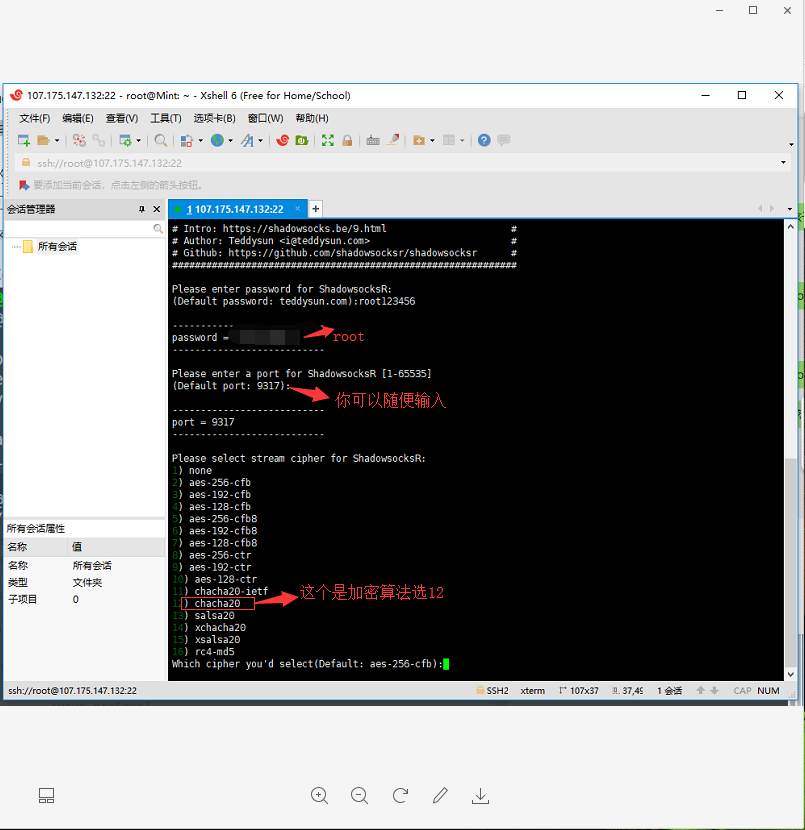 107.175.147.132:22 - root@Mint: ~ - Xshell 6 (Free for Home/School)
文件(F) 编辑(E) 查看(V) 工具(T) 选项卡(B) 窗口(W) 帮助(H)
ssh://root@107.175.147.132:22
要添加当前会话，点击左侧的箭头按钮。
会话管理器
1 107.175.147.132:22
所有会话
# Intro: https://shadowsocks.be/9.html #
# Author: Teddysun <i@teddysun.com> #
# Github: https://github.com/shadowsocksr/shadowsocksr #
#############################################################
Please enter password for ShadowsocksR:
(Default password: teddysun.com):root123456
---------------------------
password = root
---------------------------
Please enter a port for ShadowsocksR [1-65535]
(Default port: 9317):
你可以随便输入
---------------------------
port = 9317
---------------------------
Please select stream cipher for ShadowsocksR:
1) none
2) aes-256-cfb
3) aes-192-cfb
4) aes-128-cfb
5) aes-256-cfb8
6) aes-192-cfb8
7) aes-128-cfb8
8) aes-256-ctr
9) aes-192-ctr
10) aes-128-ctr
11) chacha20-ietf
12) chacha20 这个是加密算法选12
13) salsa20
14) xchacha20
15) xsalsa20
16) rc4-md5
Which cipher you'd select(Default: aes-256-cfb):
所有会话属性
名称 值
名称 所有会话
类型 文件夹
子项目 0
ssh://root@107.175.147.132:22 SSH2 xterm 107x37 37,49 1 会话 CAP NUM